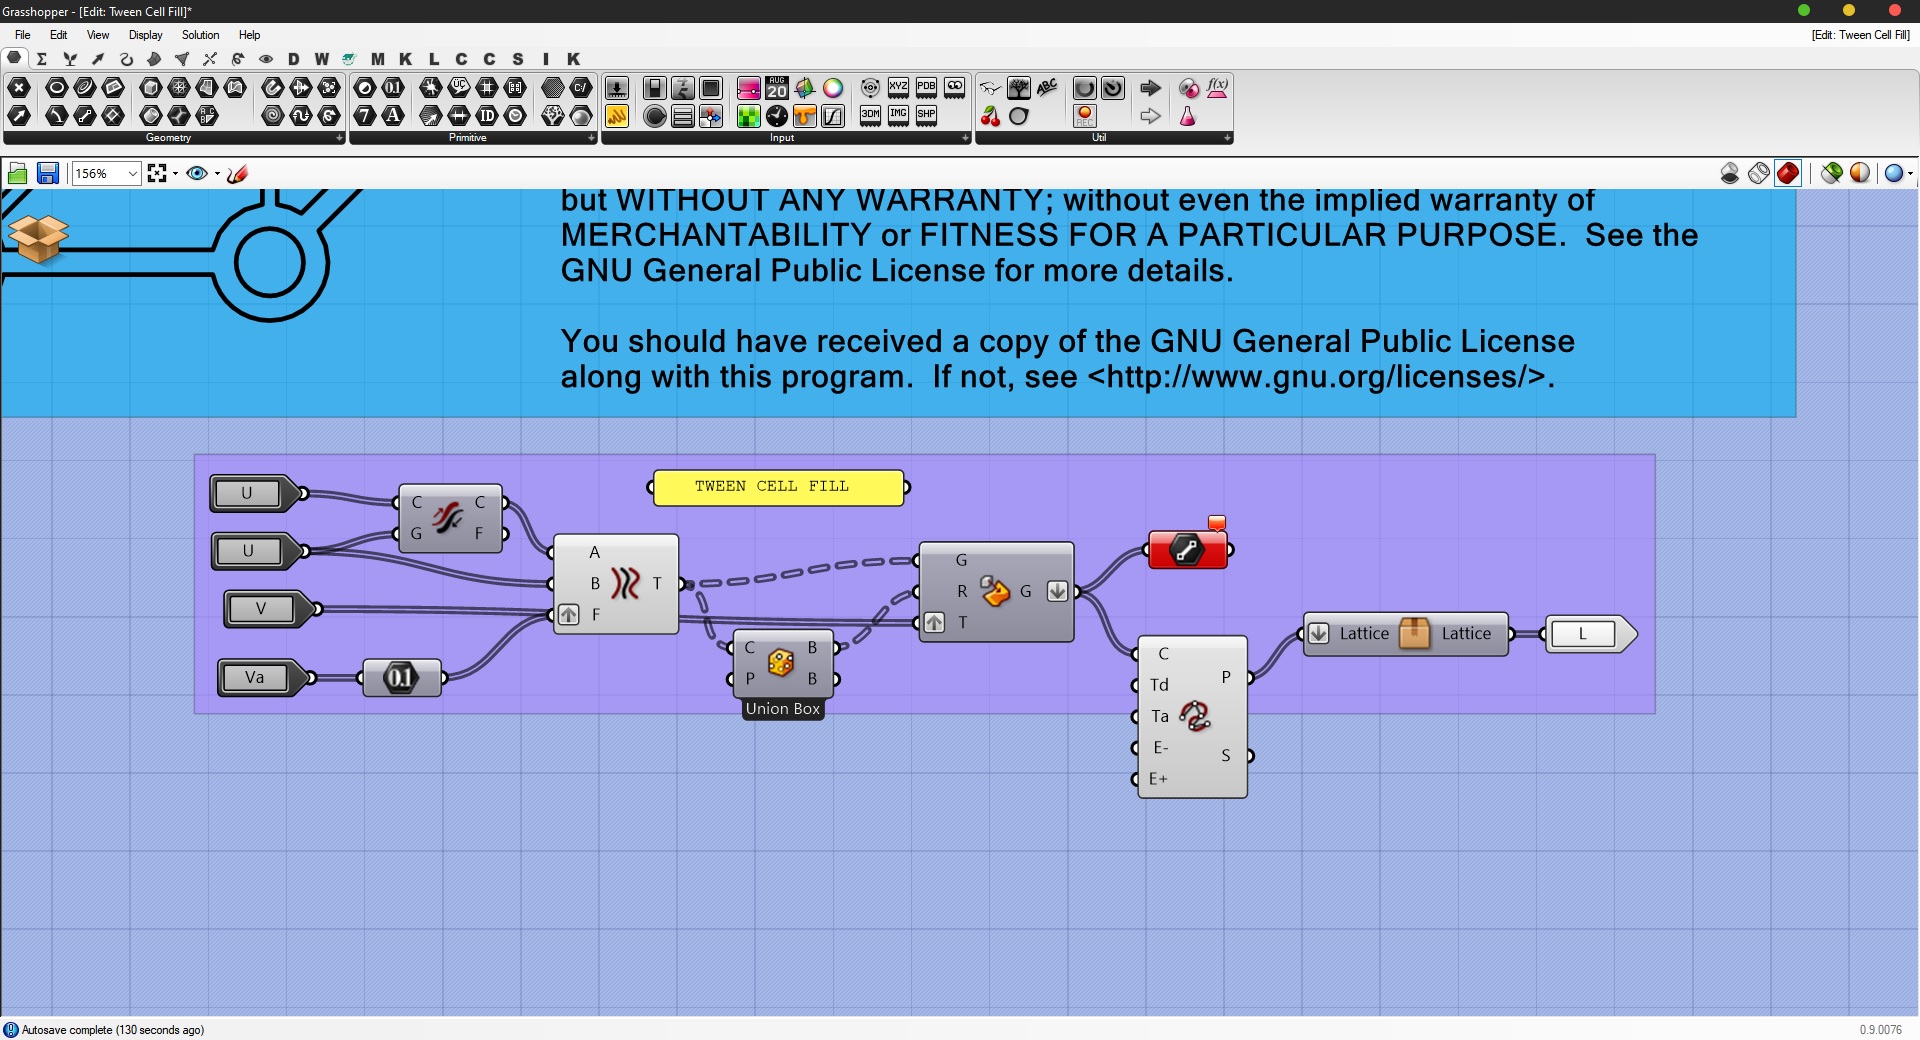 Grasshopper - [Edit: Tween Cell Fill]*
File Edit View Display Solution Help [Edit: Tween Cell Fill]
D W M K L C C S I K
Geometry Primitive Input Util
156%
but WITHOUT ANY WARRANTY; without even the implied warranty of
MERCHANTABILITY or FITNESS FOR A PARTICULAR PURPOSE. See the
GNU General Public License for more details.
You should have received a copy of the GNU General Public License
along with this program. If not, see <http://www.gnu.org/licenses/>.
TWEEN CELL FILL
U
U
V
Va
C C
G F
0.1
A
B T
F
C B
P B
Union Box
G
R G
T
C
Td P
Ta
E-
S
E+
Lattice Lattice
L
Autosave complete (130 seconds ago) 0.9.0076